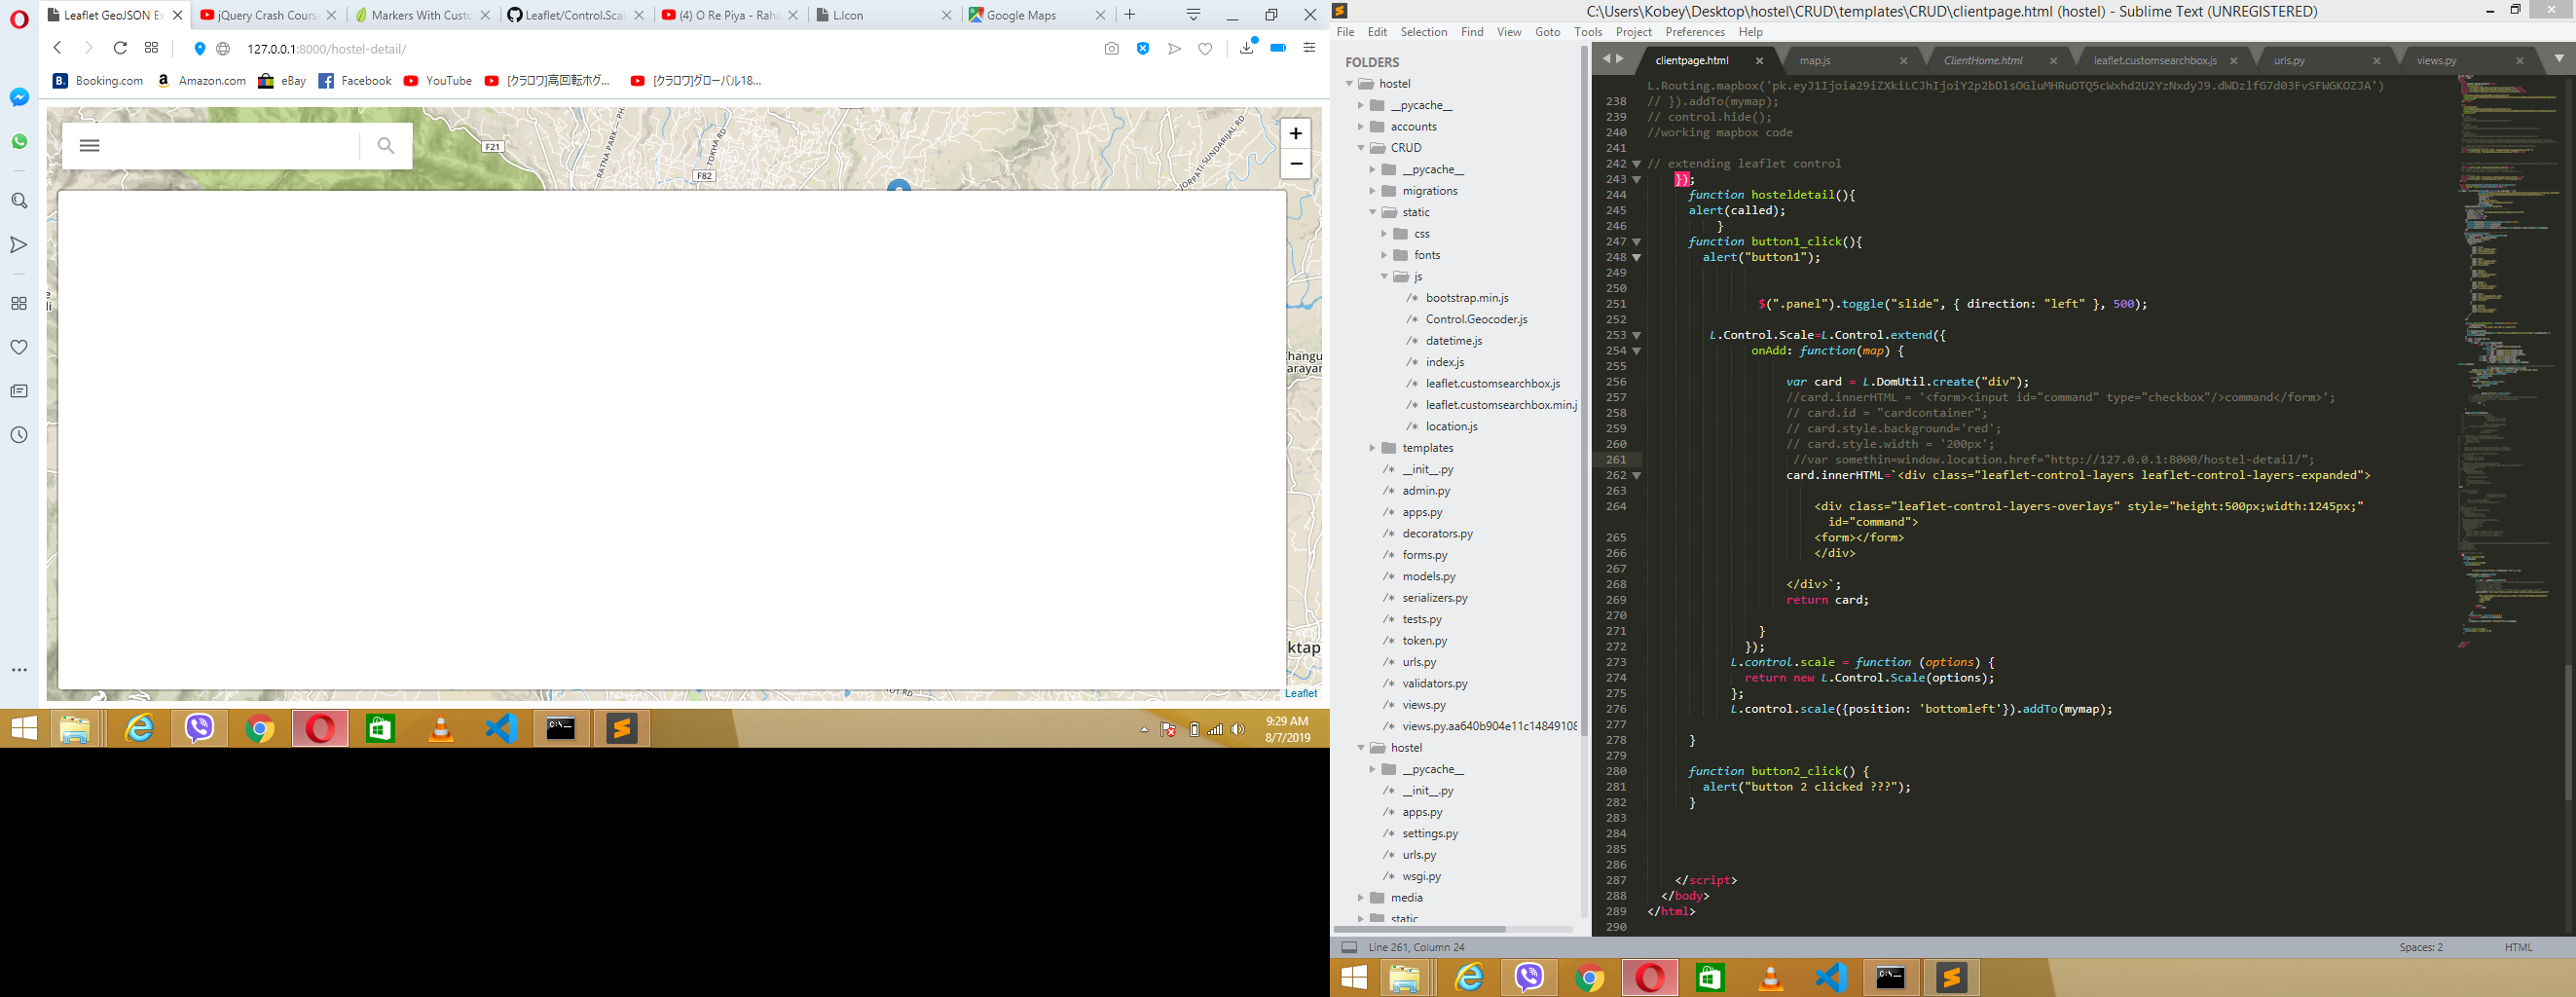 Leaflet GeoJSON Ex
jQuery Crash Cours
Markers With Custo
Leaflet/Control.Scal
(4) O Re Piya - Raha
L.Icon
Google Maps
127.0.0.1:8000/hostel-detail/
Booking.com
Amazon.com
eBay
Facebook
YouTube
[クラロワ]高回転ホグ...
[クラロワ]グローバル18...
RATNA PARK — PH
TOKHA RD
F21
F82
JORPATI-SUNDARIJAL RD
+
−
Changu
arayan
ktap
Leaflet
9:29 AM
8/7/2019
C:\Users\Kobey\Desktop\hostel\CRUD\templates\CRUD\clientpage.html (hostel) - Sublime Text (UNREGISTERED)
File Edit Selection Find View Goto Tools Project Preferences Help
FOLDERS
hostel
__pycache__
accounts
CRUD
__pycache__
migrations
static
css
fonts
js
/* bootstrap.min.js
/* Control.Geocoder.js
/* datetime.js
/* index.js
/* leaflet.customsearchbox.js
/* leaflet.customsearchbox.min.j
/* location.js
templates
/* __init__.py
/* admin.py
/* apps.py
/* decorators.py
/* forms.py
/* models.py
/* serializers.py
/* tests.py
/* token.py
/* urls.py
/* validators.py
/* views.py
/* views.py.aa640b904e11c14849108
hostel
__pycache__
/* __init__.py
/* apps.py
/* settings.py
/* urls.py
/* wsgi.py
media
static
clientpage.html
map.js
ClientHome.html
leaflet.customsearchbox.js
urls.py
views.py
238 // }).addTo(mymap);
239 // control.hide();
240 //working mapbox code
241
242 // extending leaflet control
243 });
244 function hosteldetail(){
245 alert(called);
246 }
247 function button1_click(){
248 alert("button1");
249
250
251 $(".panel").toggle("slide", { direction: "left" }, 500);
252
253 L.Control.Scale=L.Control.extend({
254 onAdd: function(map) {
255
256 var card = L.DomUtil.create("div");
257 //card.innerHTML = '<form><input id="command" type="checkbox"/>command</form>';
258 // card.id = "cardcontainer";
259 // card.style.background='red';
260 // card.style.width = '200px';
261 //var somethin=window.location.href="http://127.0.0.1:8000/hostel-detail/";
262 card.innerHTML=`<div class="leaflet-control-layers leaflet-control-layers-expanded">
263
264 <div class="leaflet-control-layers-overlays" style="height:500px;width:1245px;"
id="command">
265 <form></form>
266 </div>
267
268 </div>`;
269 return card;
270
271 }
272 });
273 L.control.scale = function (options) {
274 return new L.Control.Scale(options);
275 };
276 L.control.scale({position: 'bottomleft'}).addTo(mymap);
277
278 }
279
280 function button2_click() {
281 alert("button 2 clicked ???");
282 }
283
284
285
286
287 </script>
288 </body>
289 </html>
290
Line 261, Column 24
Spaces: 2
HTML